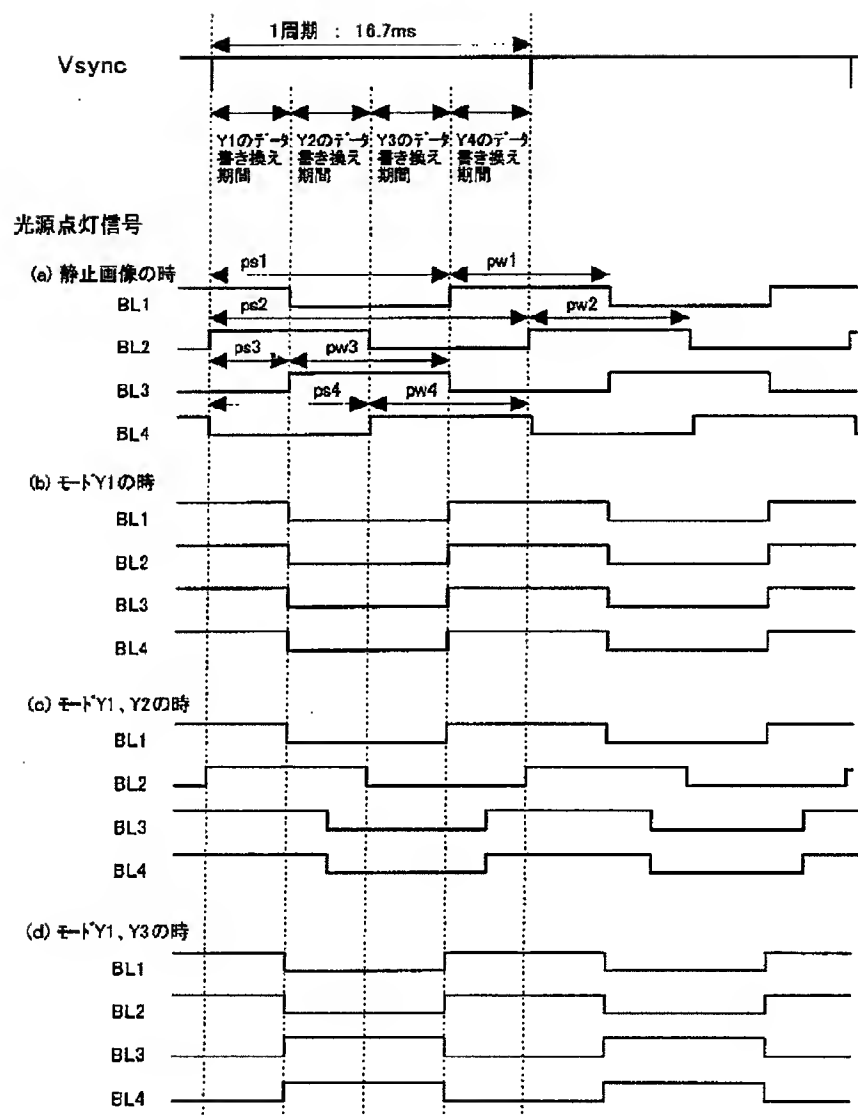 1周期 : 16.7ms
Vsync
Y1のデータ
書き換え
期間
Y2のデータ
書き換え
期間
Y3のデータ
書き換え
期間
Y4のデータ
書き換え
期間
光源点灯信号
(a) 静止画像の時
ps1
pw1
BL1
ps2
pw2
BL2
ps3
pw3
BL3
ps4
pw4
BL4
(b) モードY1の時
BL1
BL2
BL3
BL4
(c) モードY1、Y2の時
BL1
BL2
BL3
BL4
(d) モードY1、Y3の時
BL1
BL2
BL3
BL4